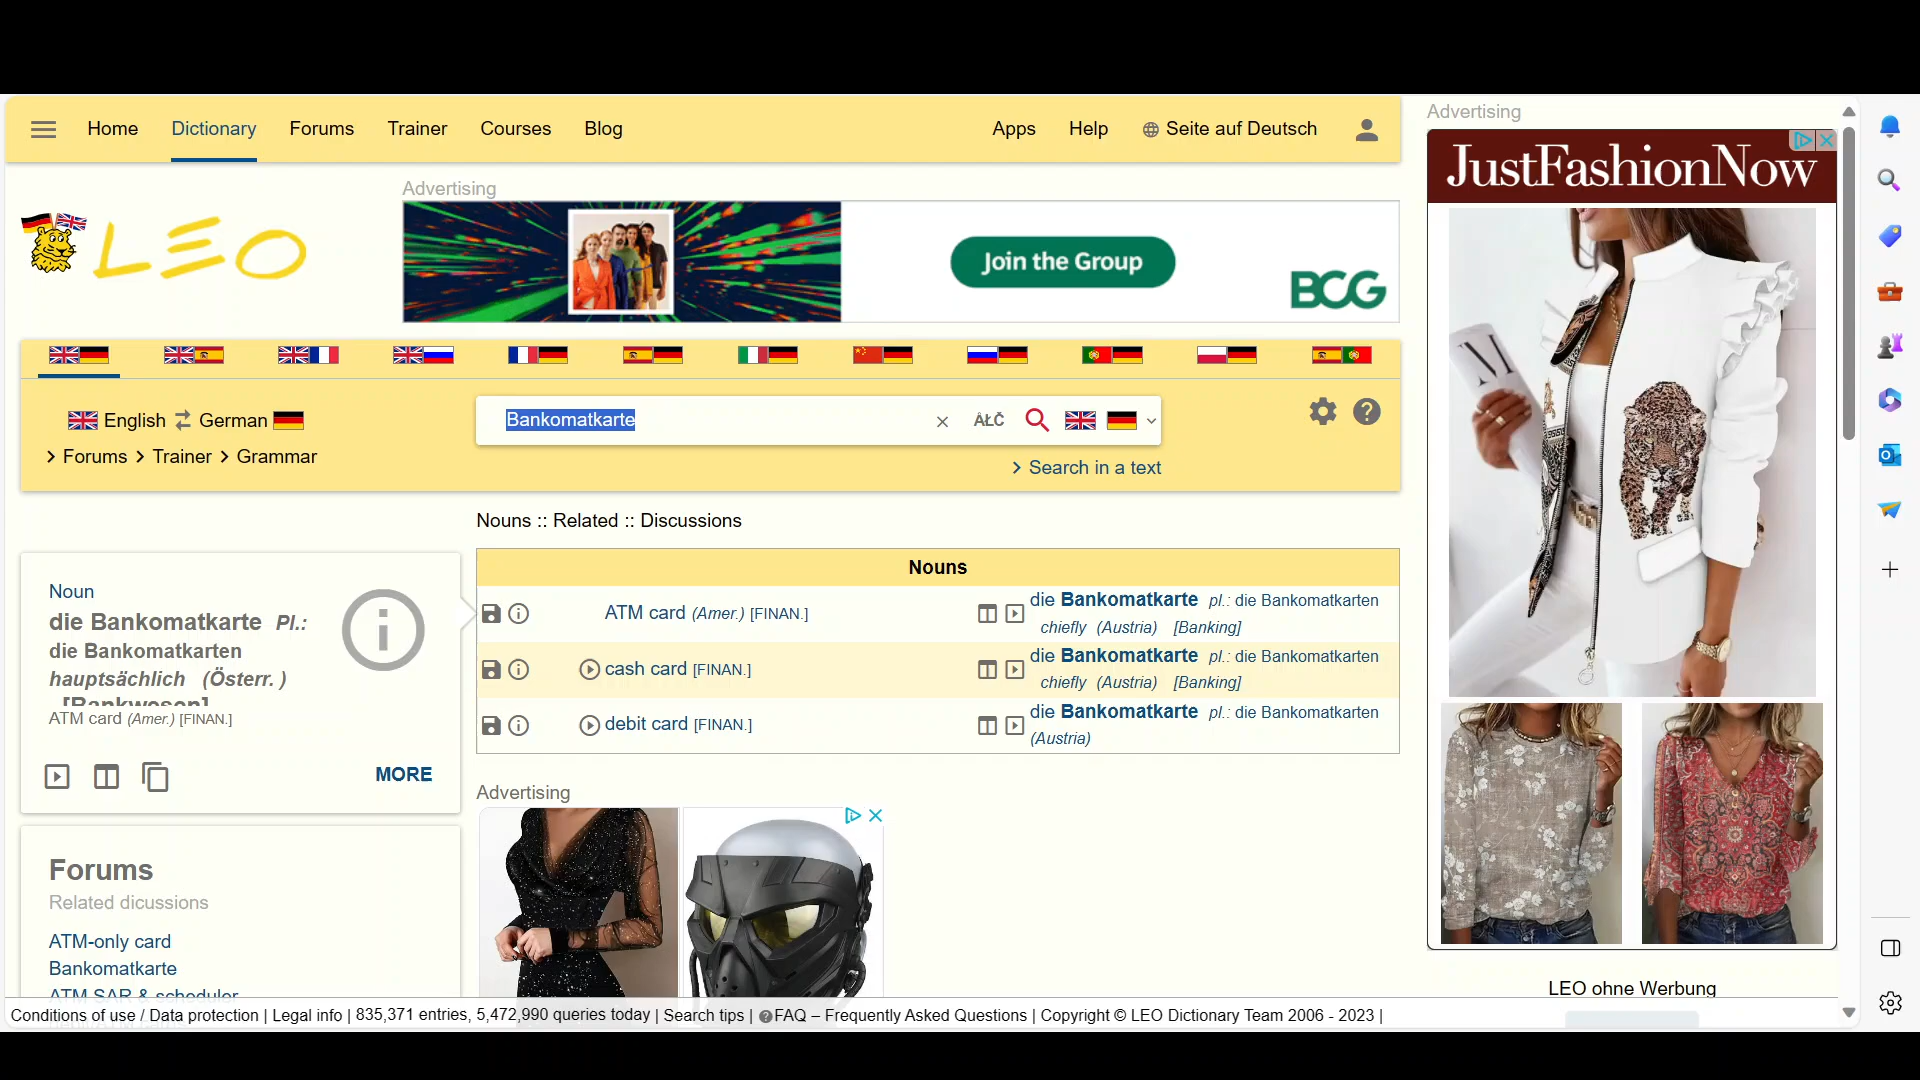 Home Dictionary Forums Trainer Courses Blog Apps Help Seite auf Deutsch
Advertising
JustFashionNow
Advertising
LEO
Join the Group
BCG
English German
Bankomatkarte
ÂŁČ
Forums Trainer Grammar
Search in a text
Nouns :: Related :: Discussions
Noun
die Bankomatkarte Pl.:
die Bankomatkarten
hauptsächlich (Österr. )
[Bankwesen]
ATM card (Amer.) [FINAN.]
MORE
Nouns
ATM card (Amer.) [FINAN.] die Bankomatkarte pl.: die Bankomatkarten
chiefly (Austria) [Banking]
cash card [FINAN.] die Bankomatkarte pl.: die Bankomatkarten
chiefly (Austria) [Banking]
debit card [FINAN.] die Bankomatkarte pl.: die Bankomatkarten
(Austria)
Advertising
Forums
Related dicussions
ATM-only card
Bankomatkarte
ATM SAR & scheduler
LEO ohne Werbung
Conditions of use / Data protection | Legal info | 835,371 entries, 5,472,990 queries today | Search tips | FAQ – Frequently Asked Questions | Copyright © LEO Dictionary Team 2006 - 2023 |